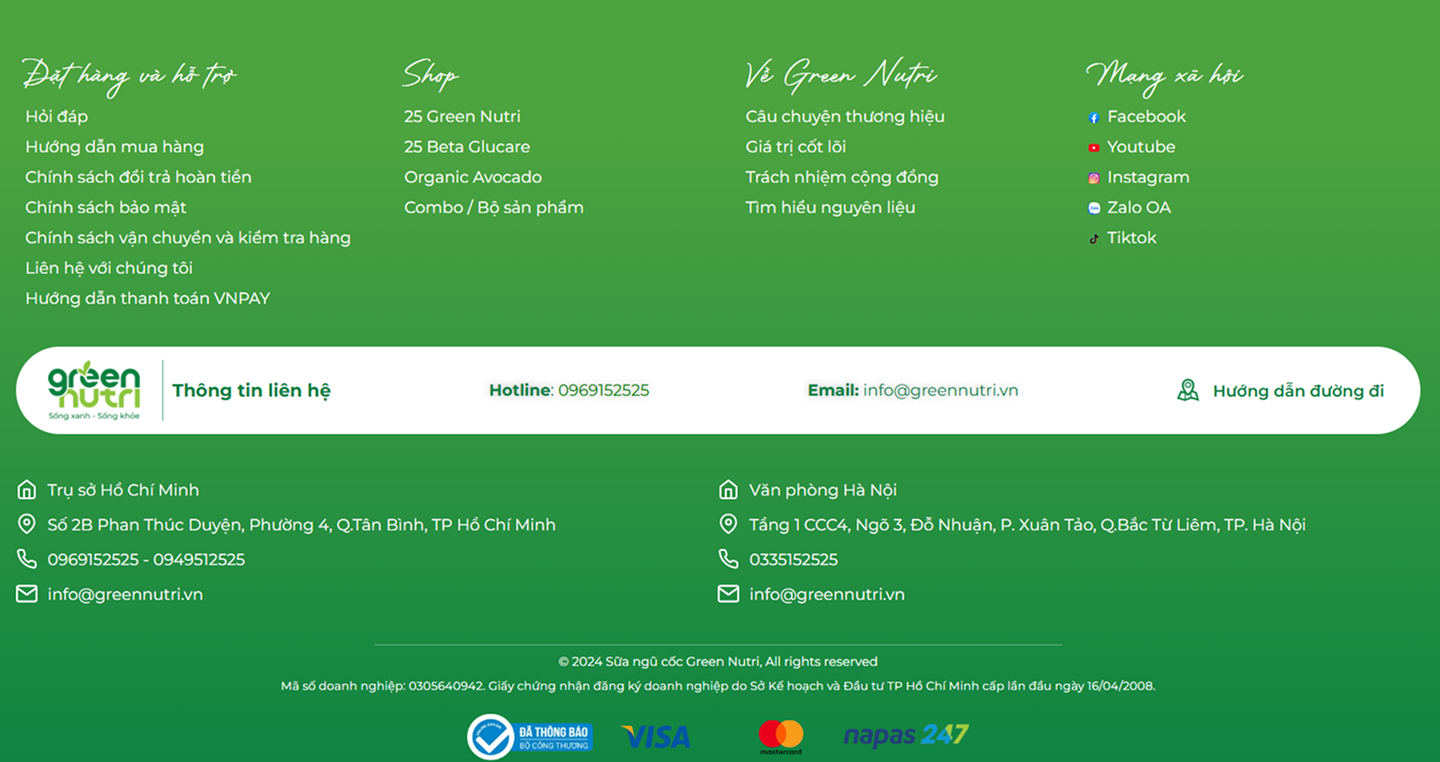 Đặt hàng và hỗ trợ
Hỏi đáp
Hướng dẫn mua hàng
Chính sách đổi trả hoàn tiền
Chính sách bảo mật
Chính sách vận chuyển và kiểm tra hàng
Liên hệ với chúng tôi
Hướng dẫn thanh toán VNPAY
Shop
25 Green Nutri
25 Beta Glucare
Organic Avocado
Combo / Bộ sản phẩm
Về Green Nutri
Câu chuyện thương hiệu
Giá trị cốt lõi
Trách nhiệm cộng đồng
Tìm hiểu nguyên liệu
Mạng xã hội
Facebook
Youtube
Instagram
Zalo OA
Tiktok
green
nutri
Sống xanh - Sống khỏe
Thông tin liên hệ
Hotline: 0969152525
Email: info@greennutri.vn
Hướng dẫn đường đi
Trụ sở Hồ Chí Minh
Số 2B Phan Thúc Duyện, Phường 4, Q.Tân Bình, TP Hồ Chí Minh
0969152525 - 0949512525
info@greennutri.vn
Văn phòng Hà Nội
Tầng 1 CCC4, Ngõ 3, Đỗ Nhuận, P. Xuân Tảo, Q.Bắc Từ Liêm, TP. Hà Nội
0335152525
info@greennutri.vn
© 2024 Sữa ngũ cốc Green Nutri, All rights reserved
Mã số doanh nghiệp: 0305640942. Giấy chứng nhận đăng ký doanh nghiệp do Sở Kế hoạch và Đầu tư TP Hồ Chí Minh cấp lần đầu ngày 16/04/2008.
ĐÃ THÔNG BÁO
BỘ CÔNG THƯƠNG
VISA
mastercard
napas 247